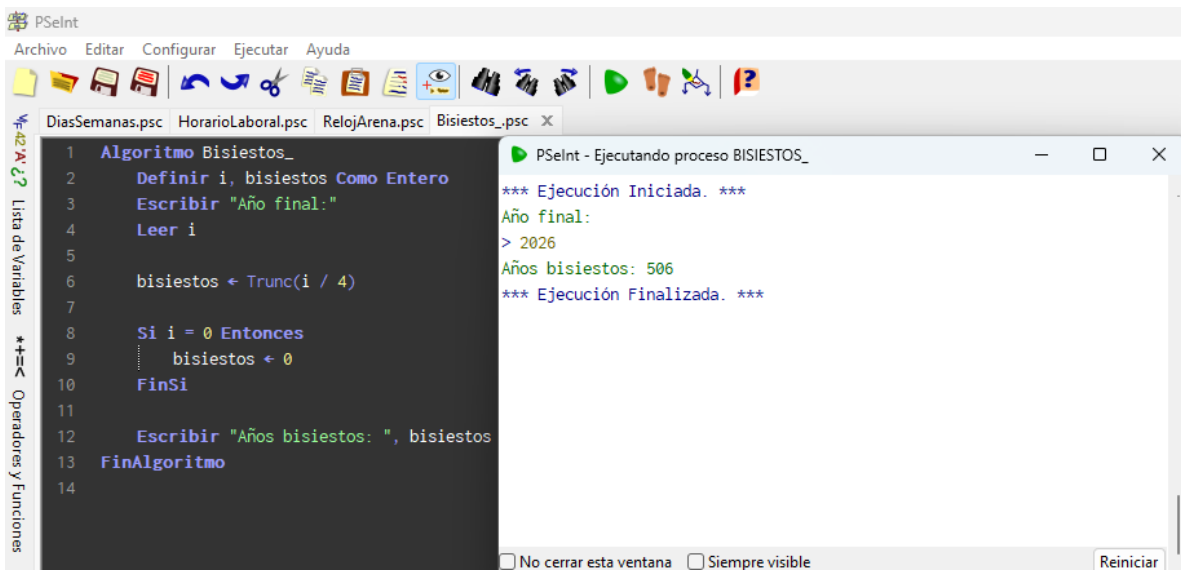 PSeInt
Archivo Editar Configurar Ejecutar Ayuda
DiasSemanas.psc HorarioLaboral.psc RelojArena.psc Bisiestos_.psc X
42 'A' ¿? Lista de Variables
*+=< Operadores y Funciones
1 Algoritmo Bisiestos_
2 Definir i, bisiestos Como Entero
3 Escribir "Año final:"
4 Leer i
5
6 bisiestos ← Trunc(i / 4)
7
8 Si i = 0 Entonces
9 bisiestos ← 0
10 FinSi
11
12 Escribir "Años bisiestos: ", bisiestos
13 FinAlgoritmo
14
PSeInt - Ejecutando proceso BISIESTOS_
*** Ejecución Iniciada. ***
Año final:
> 2026
Años bisiestos: 506
*** Ejecución Finalizada. ***
No cerrar esta ventana Siempre visible Reiniciar